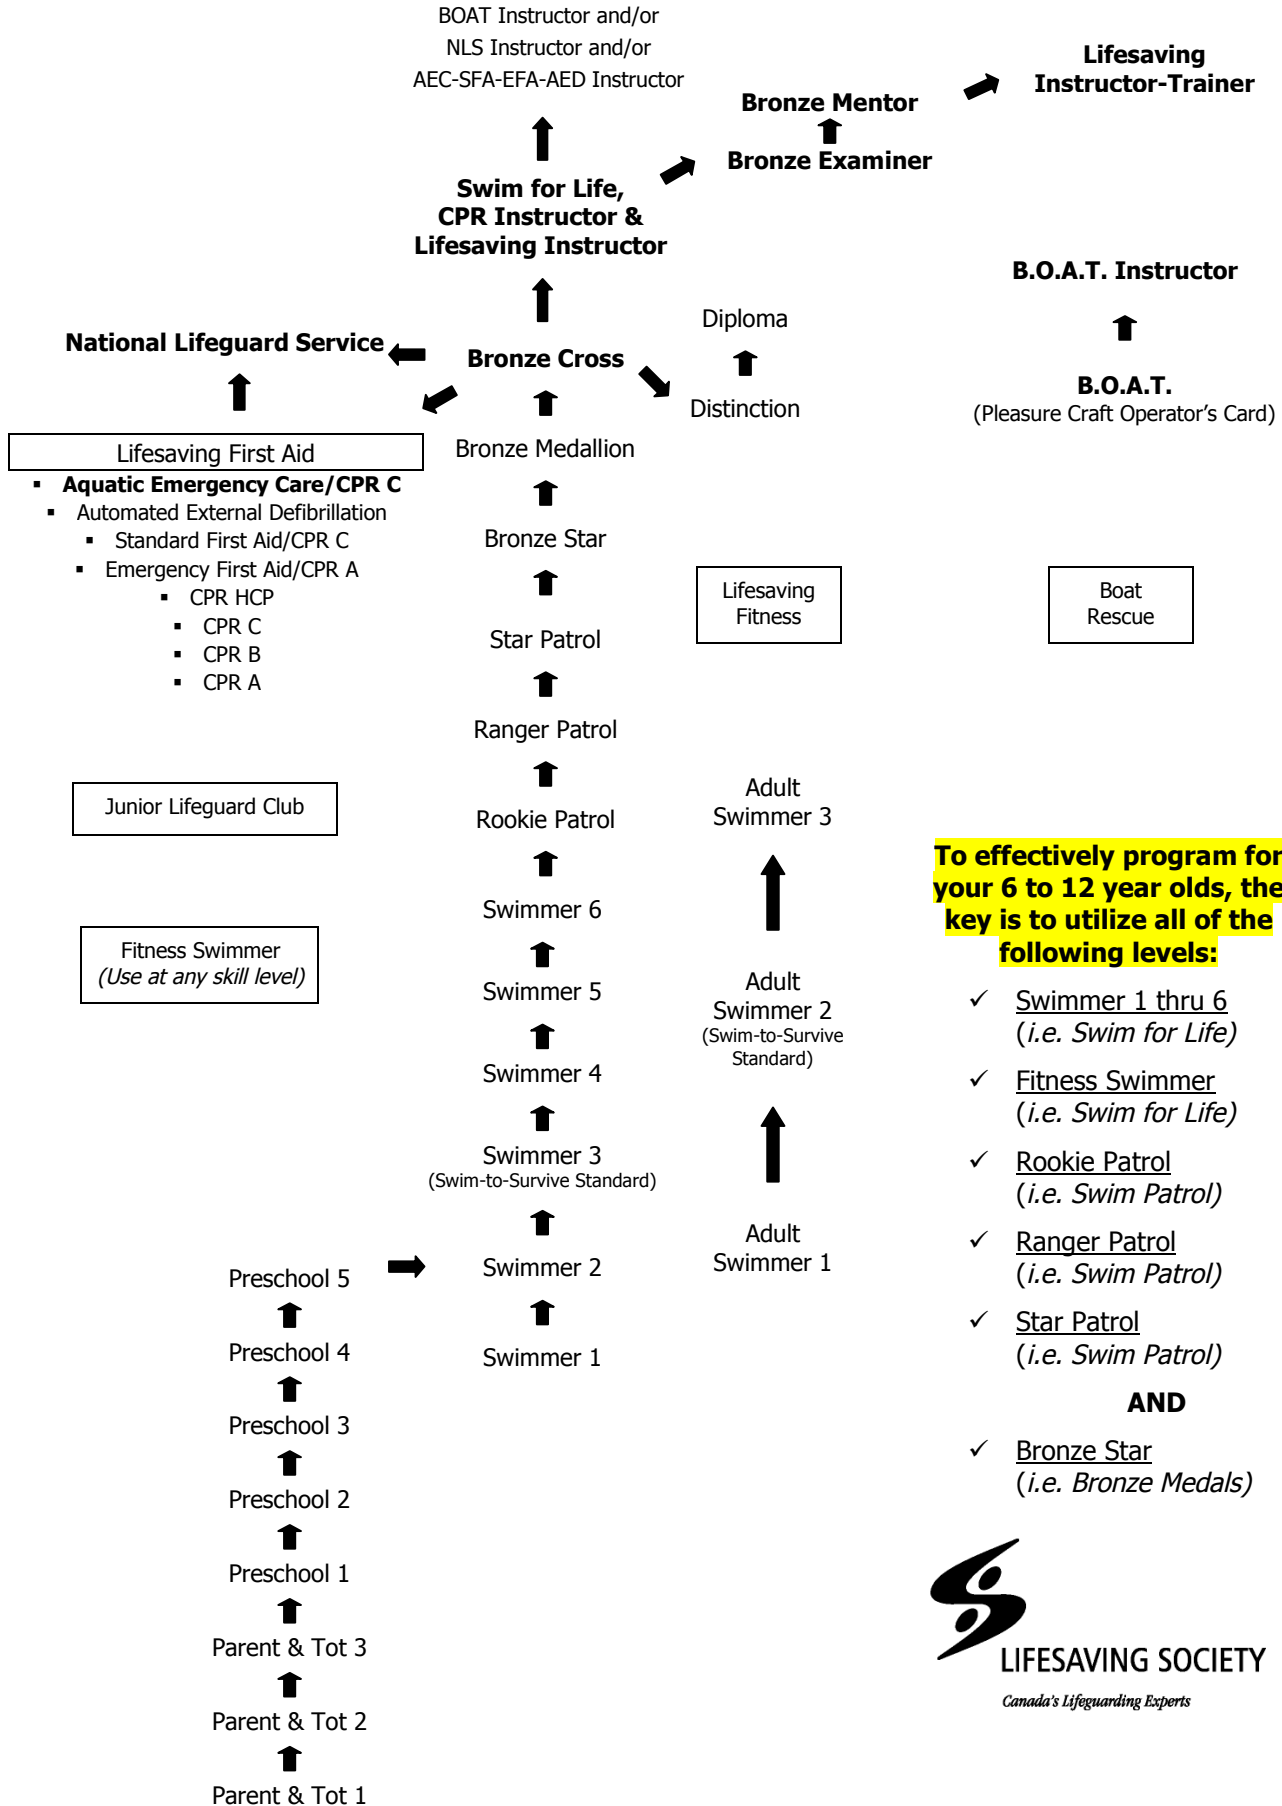 BOAT Instructor and/or
NLS Instructor and/or
AEC-SFA-EFA-AED Instructor
Lifesaving
Instructor-Trainer
Bronze Mentor
Bronze Examiner
Swim for Life,
CPR Instructor &
Lifesaving Instructor
B.O.A.T. Instructor
Diploma
National Lifeguard Service
Bronze Cross
B.O.A.T.
(Pleasure Craft Operator's Card)
Distinction
Lifesaving First Aid
Bronze Medallion
▪ Aquatic Emergency Care/CPR C
▪ Automated External Defibrillation
▪ Standard First Aid/CPR C
▪ Emergency First Aid/CPR A
▪ CPR HCP
▪ CPR C
▪ CPR B
▪ CPR A
Bronze Star
Lifesaving
Fitness
Boat
Rescue
Star Patrol
Ranger Patrol
Junior Lifeguard Club
Rookie Patrol
Adult
Swimmer 3
Swimmer 6
Fitness Swimmer
(Use at any skill level)
Swimmer 5
Adult
Swimmer 2
(Swim-to-Survive
Standard)
Swimmer 4
Swimmer 3
(Swim-to-Survive Standard)
Adult
Swimmer 1
Swimmer 2
Swimmer 1
Preschool 5
Preschool 4
Preschool 3
Preschool 2
Preschool 1
Parent & Tot 3
Parent & Tot 2
Parent & Tot 1
To effectively program for
your 6 to 12 year olds, the
key is to utilize all of the
following levels:
✓ Swimmer 1 thru 6
(i.e. Swim for Life)
✓ Fitness Swimmer
(i.e. Swim for Life)
✓ Rookie Patrol
(i.e. Swim Patrol)
✓ Ranger Patrol
(i.e. Swim Patrol)
✓ Star Patrol
(i.e. Swim Patrol)
AND
✓ Bronze Star
(i.e. Bronze Medals)
LIFESAVING SOCIETY
Canada's Lifeguarding Experts